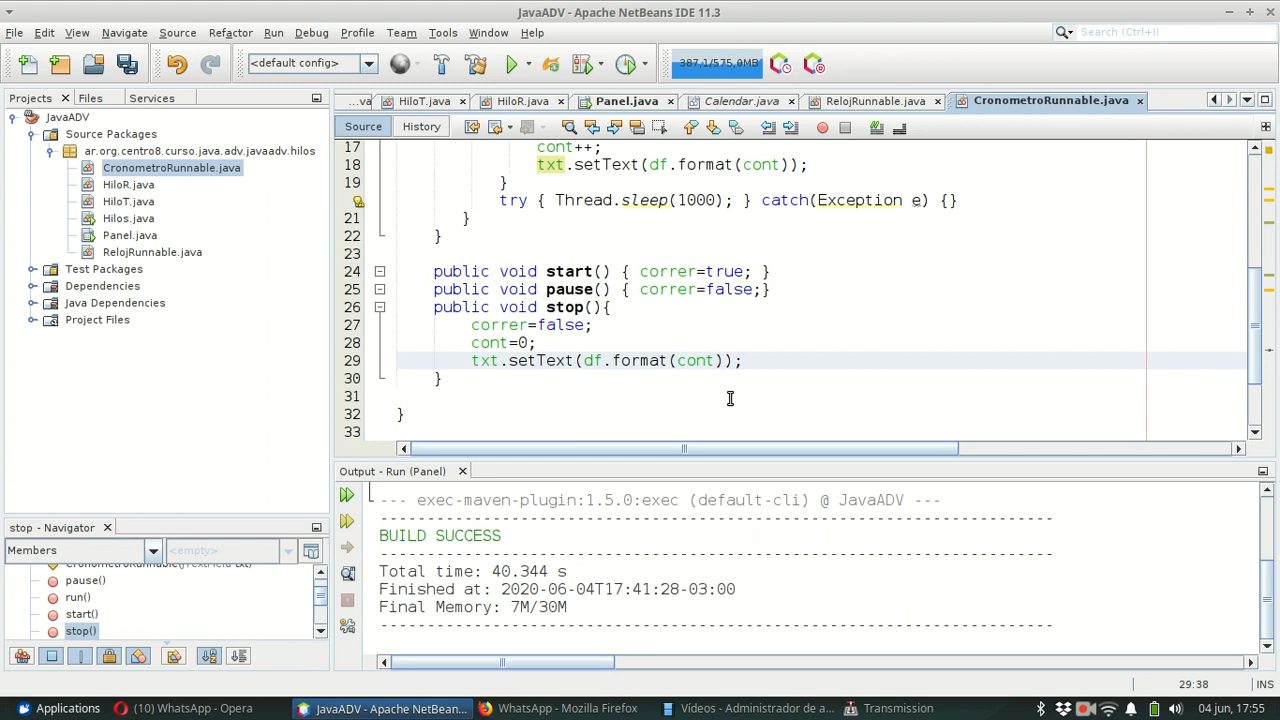 JavaADV - Apache NetBeans IDE 11.3
File Edit View Navigate Source Refactor Run Debug Profile Team Tools Window Help
Search (Ctrl+I)
<default config>
387,1/575,0MB
Projects Files Services
...va HiloT.java HiloR.java Panel.java Calendar.java RelojRunnable.java CronometroRunnable.java
Source History
JavaADV
Source Packages
ar.org.centro8.curso.java.adv.javaadv.hilos
CronometroRunnable.java
HiloR.java
HiloT.java
Hilos.java
Panel.java
RelojRunnable.java
Test Packages
Dependencies
Java Dependencies
Project Files
17 cont++;
18 txt.setText(df.format(cont));
19 }
try { Thread.sleep(1000); } catch(Exception e) {}
21 }
22 }
23
24 public void start() { correr=true; }
25 public void pause() { correr=false;}
26 public void stop(){
27 correr=false;
28 cont=0;
29 txt.setText(df.format(cont));
30 }
31
32 }
33
Output - Run (Panel)
--- exec-maven-plugin:1.5.0:exec (default-cli) @ JavaADV ---
------------------------------------------------------------------------
BUILD SUCCESS
------------------------------------------------------------------------
Total time: 40.344 s
Finished at: 2020-06-04T17:41:28-03:00
Final Memory: 7M/30M
------------------------------------------------------------------------
stop - Navigator
Members
<empty>
CronometroRunnable(JTextField txt)
pause()
run()
start()
stop()
29:38
INS
Applications
(10) WhatsApp - Opera
JavaADV - Apache NetBean...
WhatsApp - Mozilla Firefox
Vídeos - Administrador de a...
Transmission
04 jun, 17:55